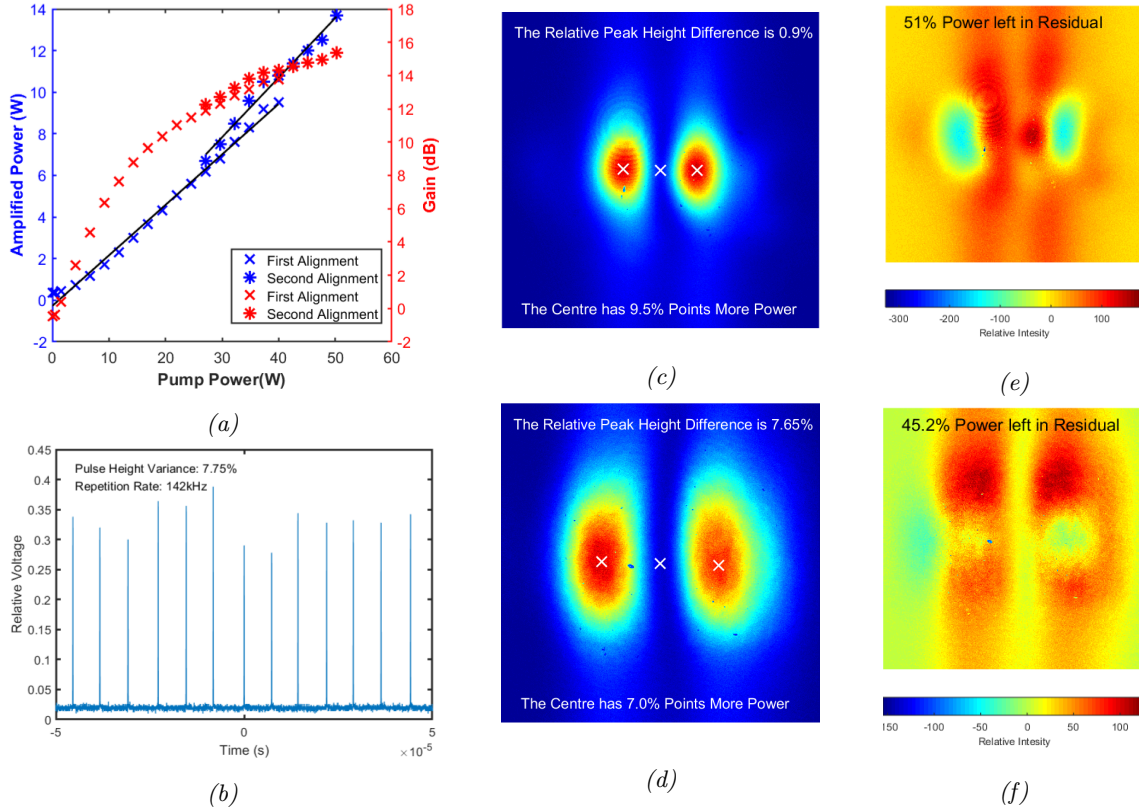 14
12
10
8
6
4
2
0
-2
Amplified Power (W)
18
16
14
12
10
8
6
4
2
0
-2
Gain (dB)
First Alignment
Second Alignment
First Alignment
Second Alignment
0 10 20 30 40 50 60
Pump Power(W)
(a)
0.45
0.4
0.35
0.3
0.25
0.2
0.15
0.1
0.05
0
Relative Voltage
Pulse Height Variance: 7.75%
Repetition Rate: 142kHz
-5 0 5
Time (s)
×10-5
(b)
The Relative Peak Height Difference is 0.9%
The Centre has 9.5% Points More Power
(c)
The Relative Peak Height Difference is 7.65%
The Centre has 7.0% Points More Power
(d)
51% Power left in Residual
-300 -200 -100 0 100
Relative Intesity
(e)
45.2% Power left in Residual
150 -100 -50 0 50 100
Relative Intesity
(f)